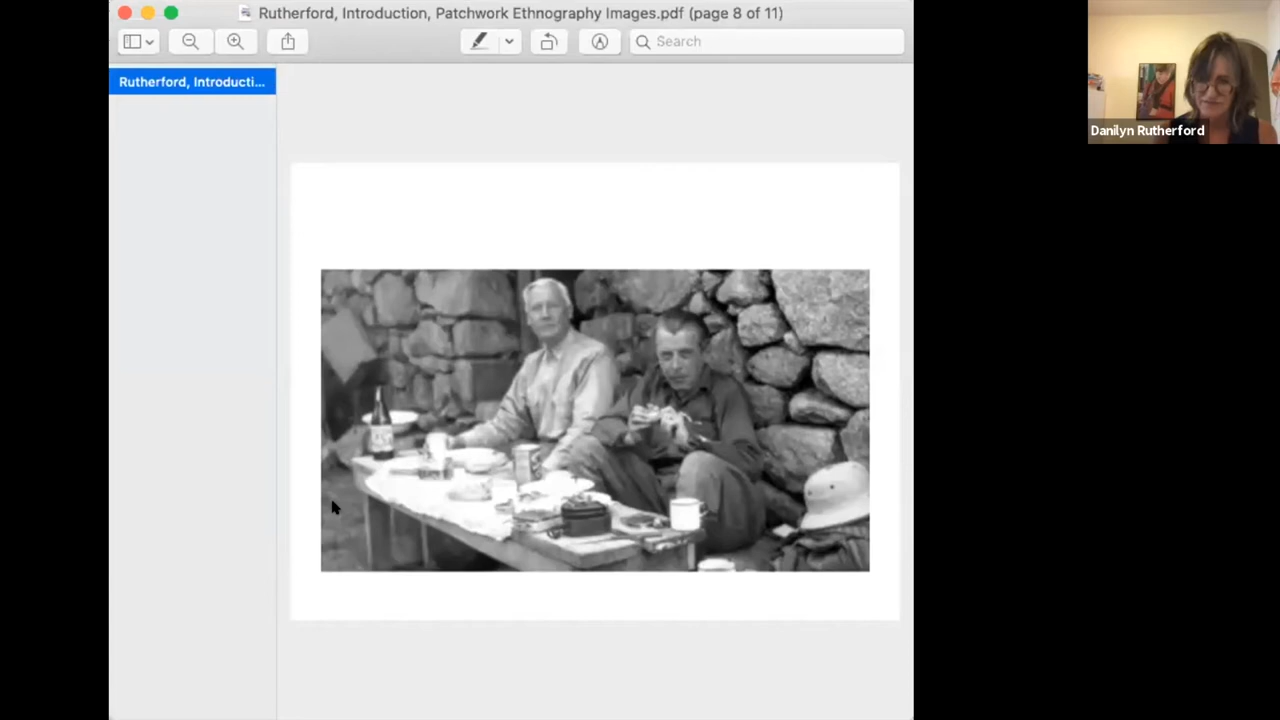 Rutherford, Introduction, Patchwork Ethnography Images.pdf (page 8 of 11)
Search
Rutherford, Introducti...
Danilyn Rutherford